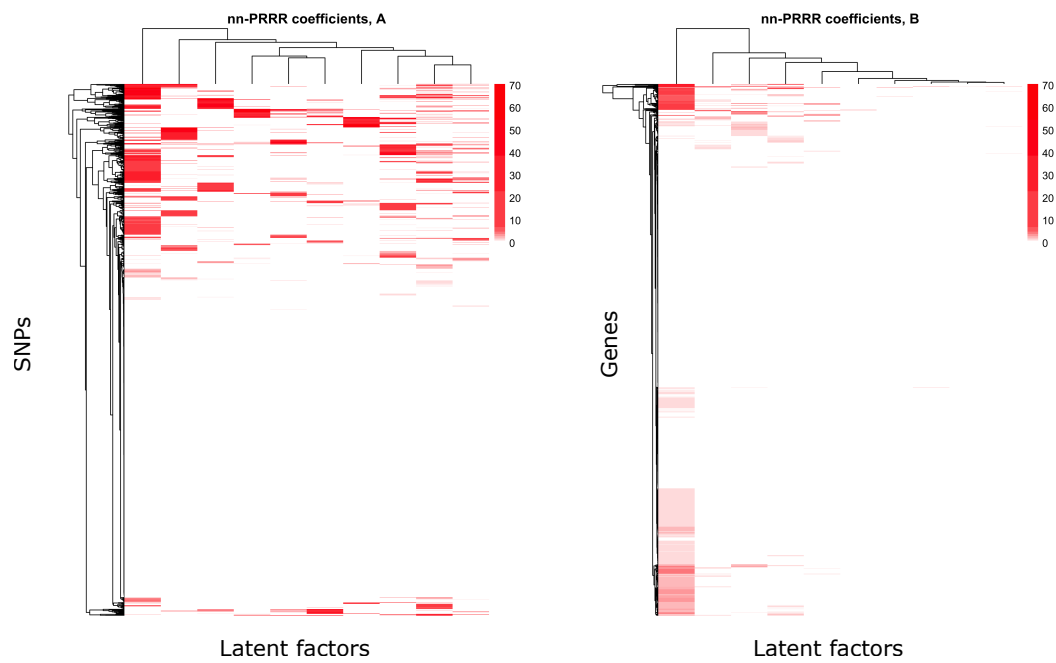 nn-PRRR coefficients, A
70
60
50
40
30
20
10
0
SNPs
Latent factors
nn-PRRR coefficients, B
70
60
50
40
30
20
10
0
Genes
Latent factors